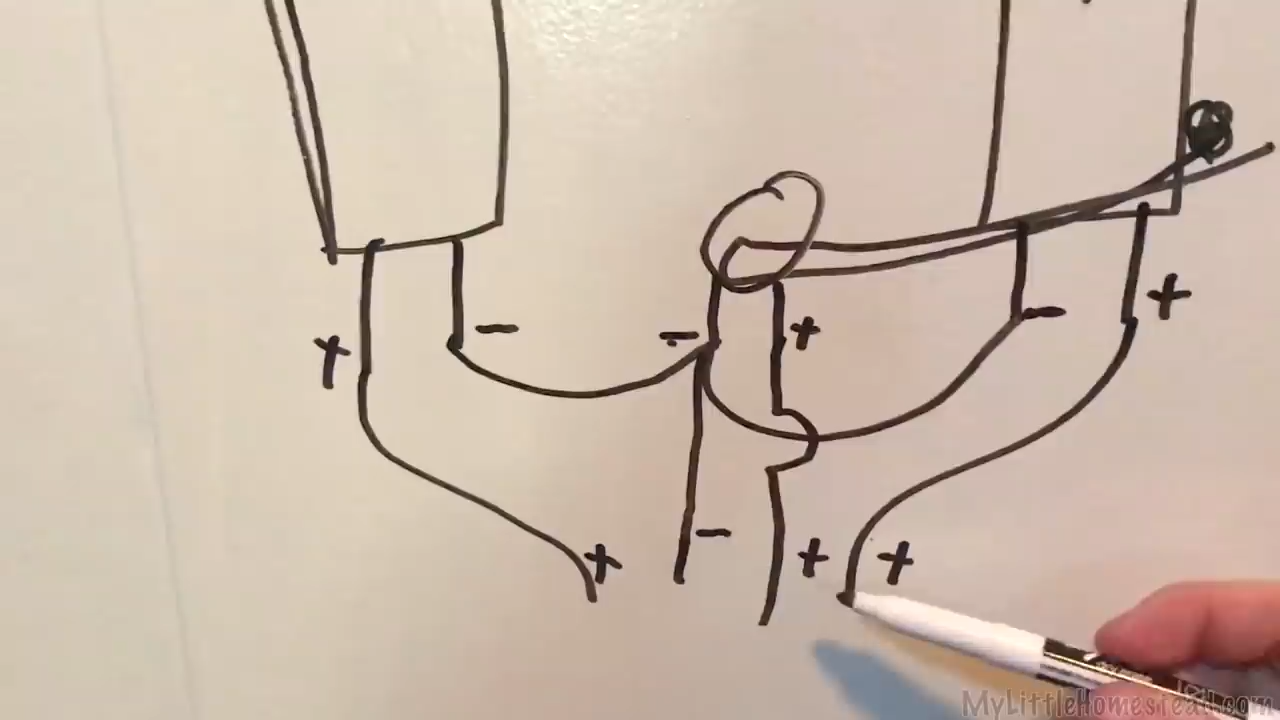 - - + - +
+
- + +
+
MyLittleHomestead.com